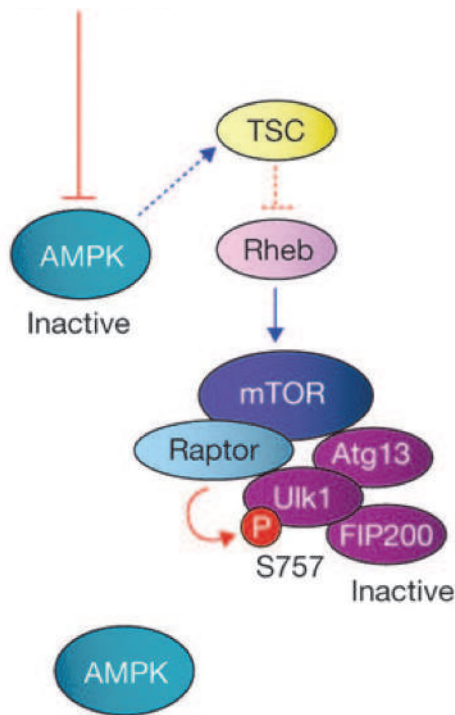 TSC
AMPK
Rheb
Inactive
mTOR
Raptor
Atg13
Ulk1
P
FIP200
S757
Inactive
AMPK